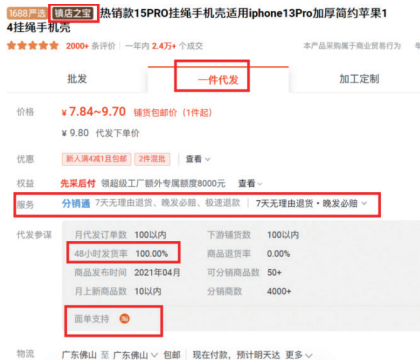 1688严选 镇店之宝 热销款15PRO挂绳手机壳适用iphone13Pro加厚简约苹果1
4挂绳手机壳
2000+ 条评价 一年内 2.4万+ 个成交 本产品采购属于商业贸易行为
批发 一件代发 加工定制
价格 ¥ 7.84~9.70 铺货包邮价 (1件起)
¥ 9.80 代发下单价
优惠 新人满4减1且包邮 2件混批 查看
权益 先采后付 领超级工厂额外专属额度8000元 查看
服务 分销通 7天无理由退货、晚发必赔、极速退款 7天无理由退货·晚发必赔
代发参谋 月代发订单数 100以内 下游铺货数 100以内
48小时发货率 100.00% 商品退货率 0.00%
商品发布时间 2021年04月 可分销商品数 50+
月上新商品数 10以内 分销商数 4000+
面单支持
物流 广东佛山 至 广东佛山 包邮 现在付款，预计明天达 更多